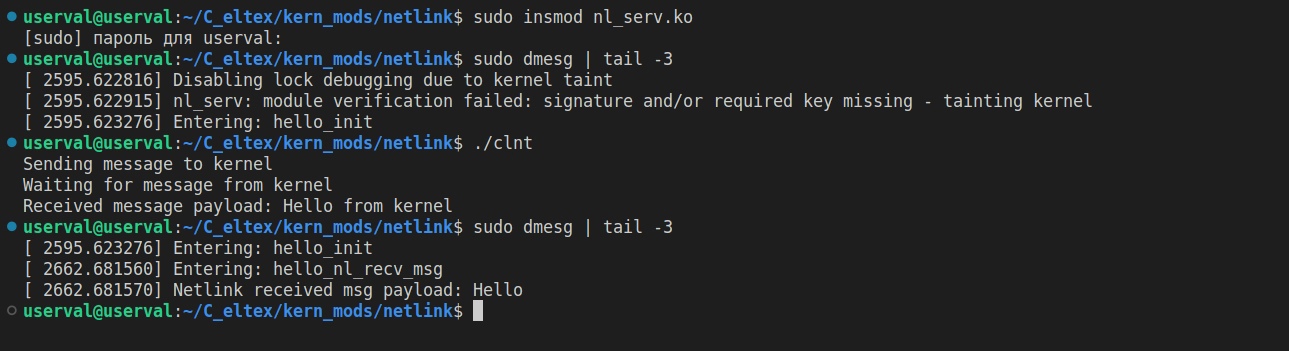 userval@userval:~/C_eltex/kern_mods/netlink$ sudo insmod nl_serv.ko
[sudo] пароль для userval:
userval@userval:~/C_eltex/kern_mods/netlink$ sudo dmesg | tail -3
[ 2595.622816] Disabling lock debugging due to kernel taint
[ 2595.622915] nl_serv: module verification failed: signature and/or required key missing - tainting kernel
[ 2595.623276] Entering: hello_init
userval@userval:~/C_eltex/kern_mods/netlink$ ./clnt
Sending message to kernel
Waiting for message from kernel
Received message payload: Hello from kernel
userval@userval:~/C_eltex/kern_mods/netlink$ sudo dmesg | tail -3
[ 2595.623276] Entering: hello_init
[ 2662.681560] Entering: hello_nl_recv_msg
[ 2662.681570] Netlink received msg payload: Hello
userval@userval:~/C_eltex/kern_mods/netlink$